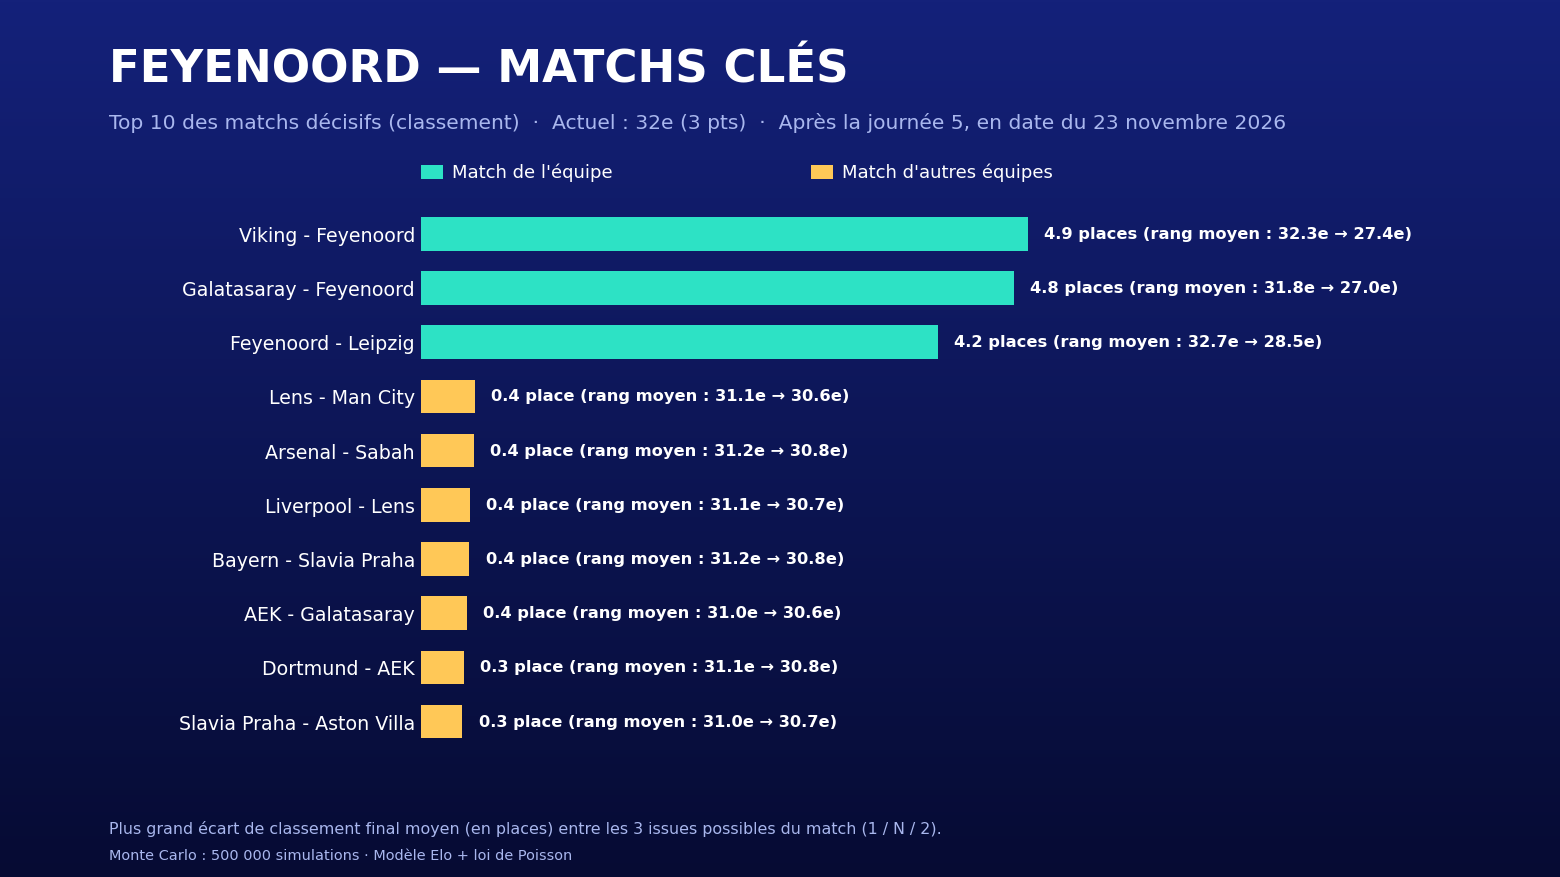 FEYENOORD — MATCHS CLÉS
Top 10 des matchs décisifs (classement)  ·  Actuel : 32e (3 pts)  ·  Après la journée 5, en date du 23 novembre 2026
Match de l'équipe
Match d'autres équipes
Viking - Feyenoord
4.9 places (rang moyen : 32.3e → 27.4e)
Galatasaray - Feyenoord
4.8 places (rang moyen : 31.8e → 27.0e)
Feyenoord - Leipzig
4.2 places (rang moyen : 32.7e → 28.5e)
Lens - Man City
0.4 place (rang moyen : 31.1e → 30.6e)
Arsenal - Sabah
0.4 place (rang moyen : 31.2e → 30.8e)
Liverpool - Lens
0.4 place (rang moyen : 31.1e → 30.7e)
Bayern - Slavia Praha
0.4 place (rang moyen : 31.2e → 30.8e)
AEK - Galatasaray
0.4 place (rang moyen : 31.0e → 30.6e)
Dortmund - AEK
0.3 place (rang moyen : 31.1e → 30.8e)
Slavia Praha - Aston Villa
0.3 place (rang moyen : 31.0e → 30.7e)
Plus grand écart de classement final moyen (en places) entre les 3 issues possibles du match (1 / N / 2).
Monte Carlo : 500 000 simulations · Modèle Elo + loi de Poisson